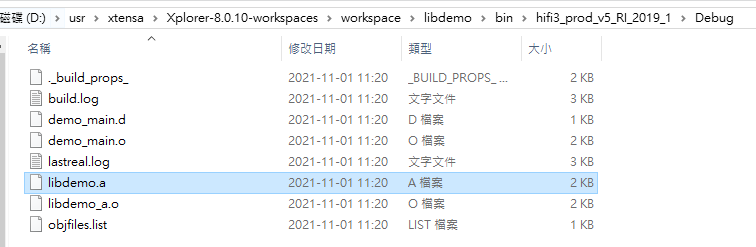 磁碟 (D:) > usr > xtensa > Xplorer-8.0.10-workspaces > workspace > libdemo > bin > hifi3_prod_v5_RI_2019_1 > Debug
名稱 修改日期 類型 大小
._build_props_ 2021-11-01 11:20 _BUILD_PROPS_ ... 2 KB
build.log 2021-11-01 11:20 文字文件 3 KB
demo_main.d 2021-11-01 11:20 D 檔案 2 KB
demo_main.o 2021-11-01 11:20 O 檔案 2 KB
lastreal.log 2021-11-01 11:20 文字文件 3 KB
libdemo.a 2021-11-01 11:20 A 檔案 2 KB
libdemo_a.o 2021-11-01 11:20 O 檔案 2 KB
objfiles.list 2021-11-01 11:20 LIST 檔案 1 KB